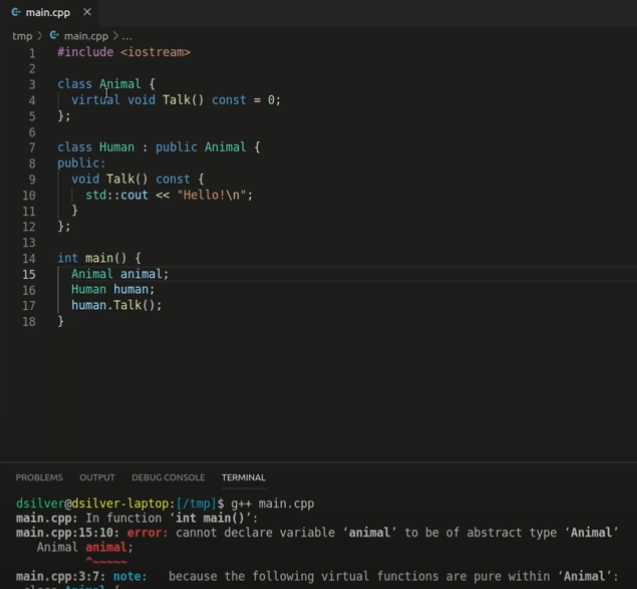 main.cpp
tmp > main.cpp > ...
1 #include <iostream>
2
3 class Animal {
4 virtual void Talk() const = 0;
5 };
6
7 class Human : public Animal {
8 public:
9 void Talk() const {
10 std::cout << "Hello!\n";
11 }
12 };
13
14 int main() {
15 Animal animal;
16 Human human;
17 human.Talk();
18 }
PROBLEMS OUTPUT DEBUG CONSOLE TERMINAL
dsilver@dsilver-laptop:[/tmp]$ g++ main.cpp
main.cpp: In function ‘int main()’:
main.cpp:15:10: error: cannot declare variable ‘animal’ to be of abstract type ‘Animal’
Animal animal;
^~~~~~
main.cpp:3:7: note: because the following virtual functions are pure within ‘Animal’:
class Animal {